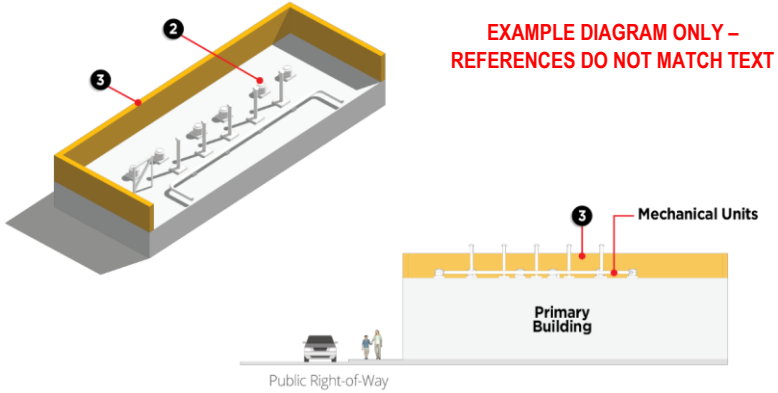 EXAMPLE DIAGRAM ONLY –
REFERENCES DO NOT MATCH TEXT
2
3
3
Mechanical Units
Primary
Building
Public Right-of-Way